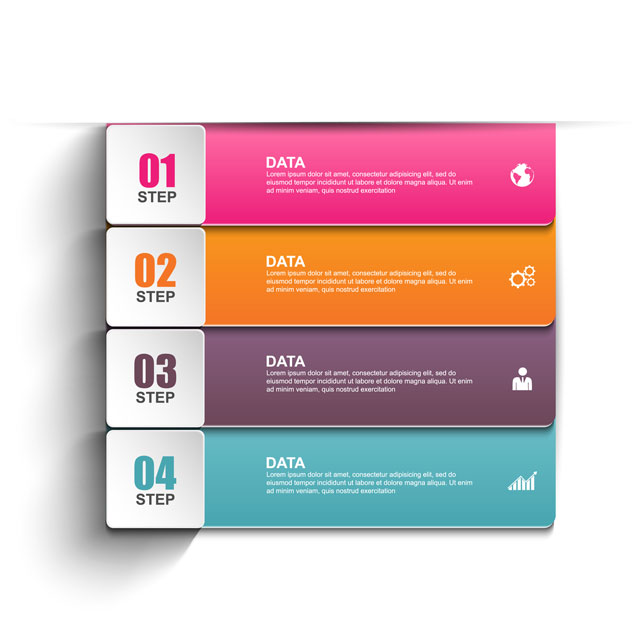 01
STEP
DATA
Lorem ipsum dolor sit amet, consectetur adipiscing elit, sed do
eiusmod tempor incididunt ut labore et dolore magna aliqua. Ut enim
ad minim veniam, quis nostrud exercitation
02
STEP
DATA
Lorem ipsum dolor sit amet, consectetur adipiscing elit, sed do
eiusmod tempor incididunt ut labore et dolore magna aliqua. Ut enim
ad minim veniam, quis nostrud exercitation
03
STEP
DATA
Lorem ipsum dolor sit amet, consectetur adipiscing elit, sed do
eiusmod tempor incididunt ut labore et dolore magna aliqua. Ut enim
ad minim veniam, quis nostrud exercitation
04
STEP
DATA
Lorem ipsum dolor sit amet, consectetur adipiscing elit, sed do
eiusmod tempor incididunt ut labore et dolore magna aliqua. Ut enim
ad minim veniam, quis nostrud exercitation